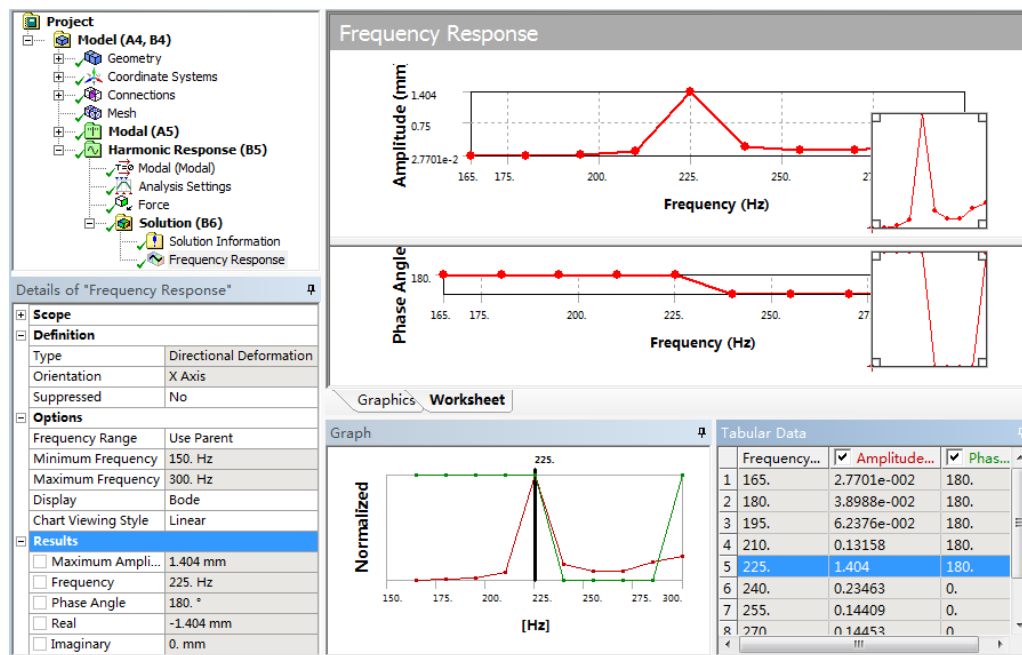 Project
Model (A4, B4)
Geometry
Coordinate Systems
Connections
Mesh
Modal (A5)
Harmonic Response (B5)
Modal (Modal)
Analysis Settings
Force
Solution (B6)
Solution Information
Frequency Response
Details of "Frequency Response"
Scope
Definition
Type Directional Deformation
Orientation X Axis
Suppressed No
Options
Frequency Range Use Parent
Minimum Frequency 150. Hz
Maximum Frequency 300. Hz
Display Bode
Chart Viewing Style Linear
Results
Maximum Ampli... 1.404 mm
Frequency 225. Hz
Phase Angle 180. °
Real -1.404 mm
Imaginary 0. mm
Frequency Response
Amplitude (mm
1.404
0.75
2.7701e-2
165. 175. 200. 225. 250. 27
Frequency (Hz)
Phase Angle
180.
165. 175. 200. 225. 250. 27
Frequency (Hz)
Graphics Worksheet
Graph
225.
Normalized
150. 175. 200. 225. 250. 275. 300.
[Hz]
Tabular Data
Frequency... Amplitude... Phas...
1 165. 2.7701e-002 180.
2 180. 3.8988e-002 180.
3 195. 6.2376e-002 180.
4 210. 0.13158 180.
5 225. 1.404 180.
6 240. 0.23463 0.
7 255. 0.14409 0.
8 270. 0.14453 0.